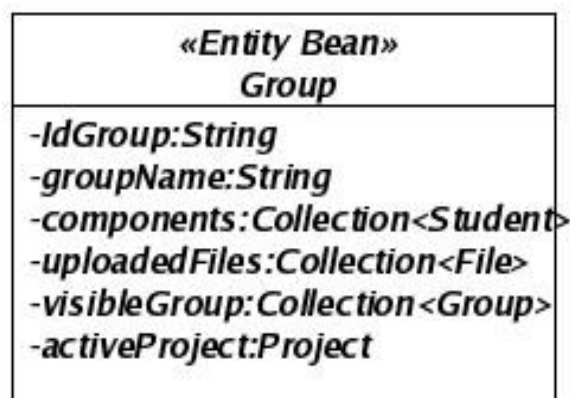 «Entity Bean»
Group
-IdGroup:String
-groupName:String
-components:Collection<Student>
-uploadedFiles:Collection<File>
-visibleGroup:Collection<Group>
-activeProject:Project